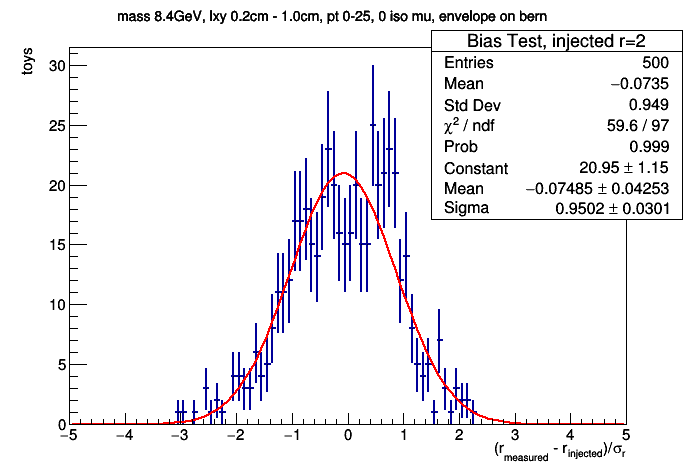 mass 8.4GeV, lxy 0.2cm - 1.0cm, pt 0-25, 0 iso mu, envelope on bern
toys
Bias Test, injected r=2
Entries 500
Mean −0.0735
Std Dev 0.949
χ² / ndf 59.6 / 97
Prob 0.999
Constant 20.95 ± 1.15
Mean −0.07485 ± 0.04253
Sigma 0.9502 ± 0.0301
30
25
20
15
10
5
0
−5 −4 −3 −2 −1 0 1 2 3 4 5
(r_measured - r_injected)/σ_r